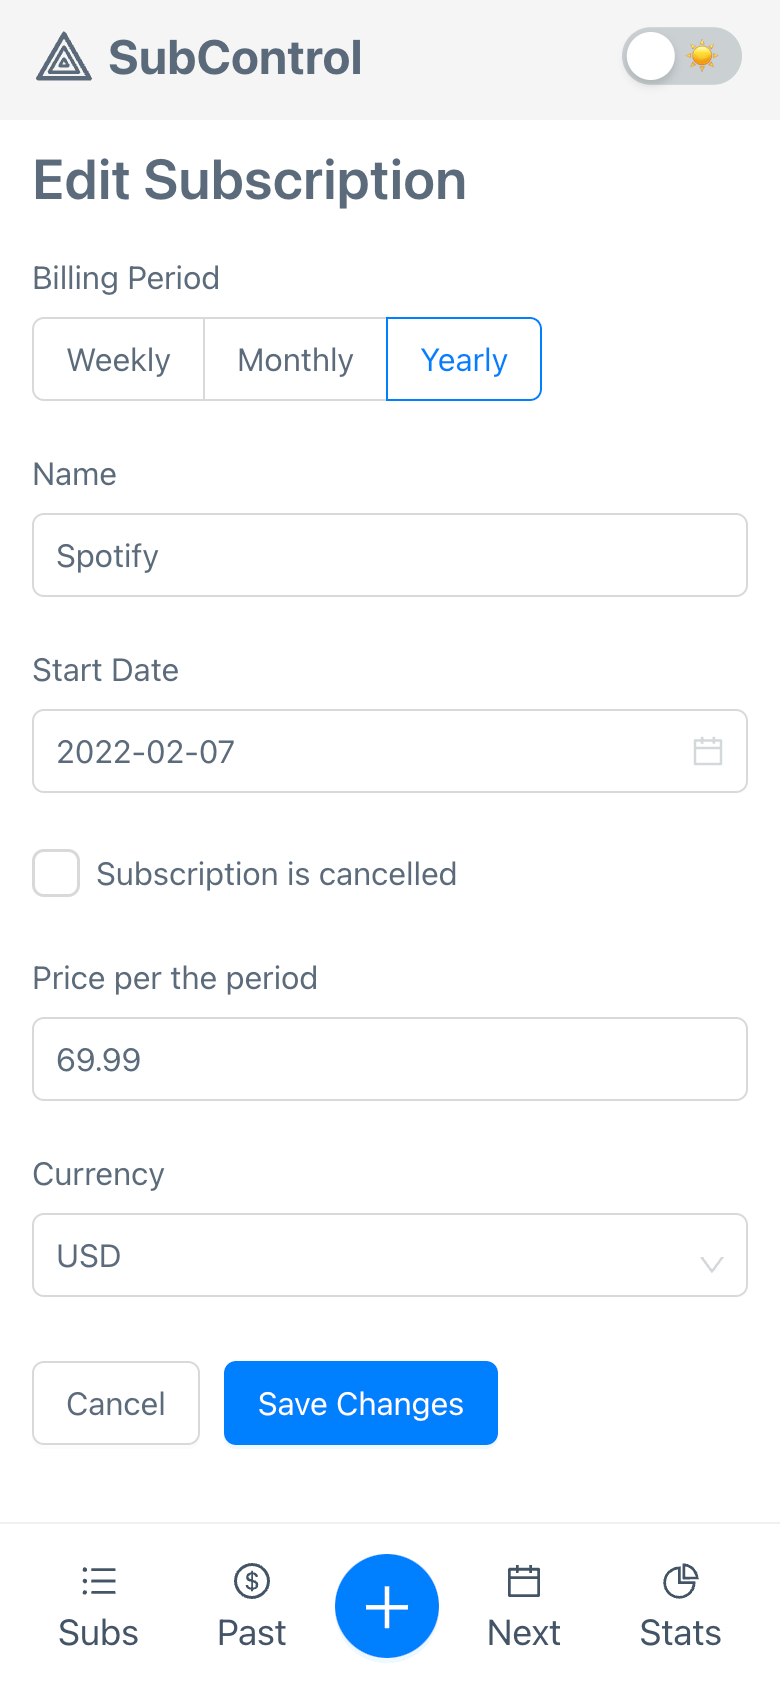 SubControl
Edit Subscription
Billing Period
Weekly Monthly Yearly
Name
Spotify
Start Date
2022-02-07
Subscription is cancelled
Price per the period
69.99
Currency
USD
Cancel Save Changes
Subs Past Next Stats